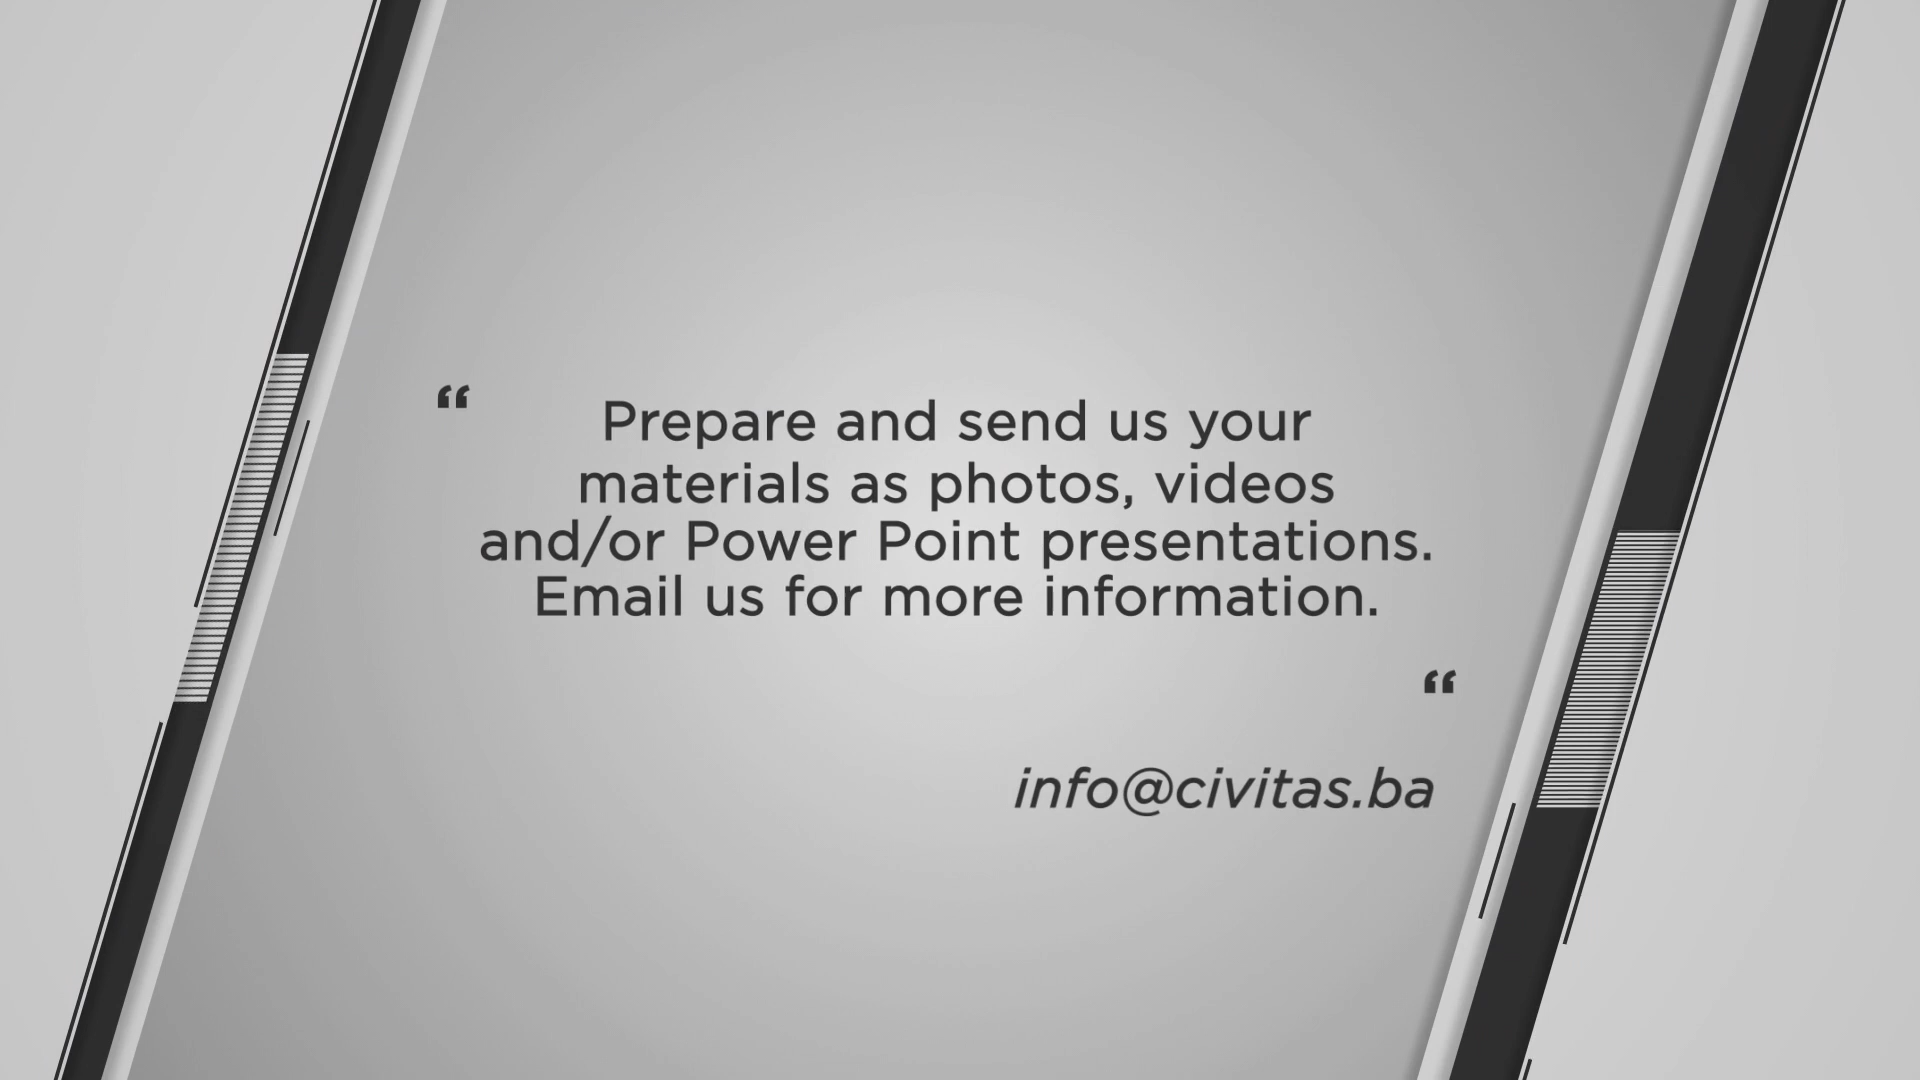 “ Prepare and send us your
materials as photos, videos
and/or Power Point presentations.
Email us for more information.
“
info@civitas.ba